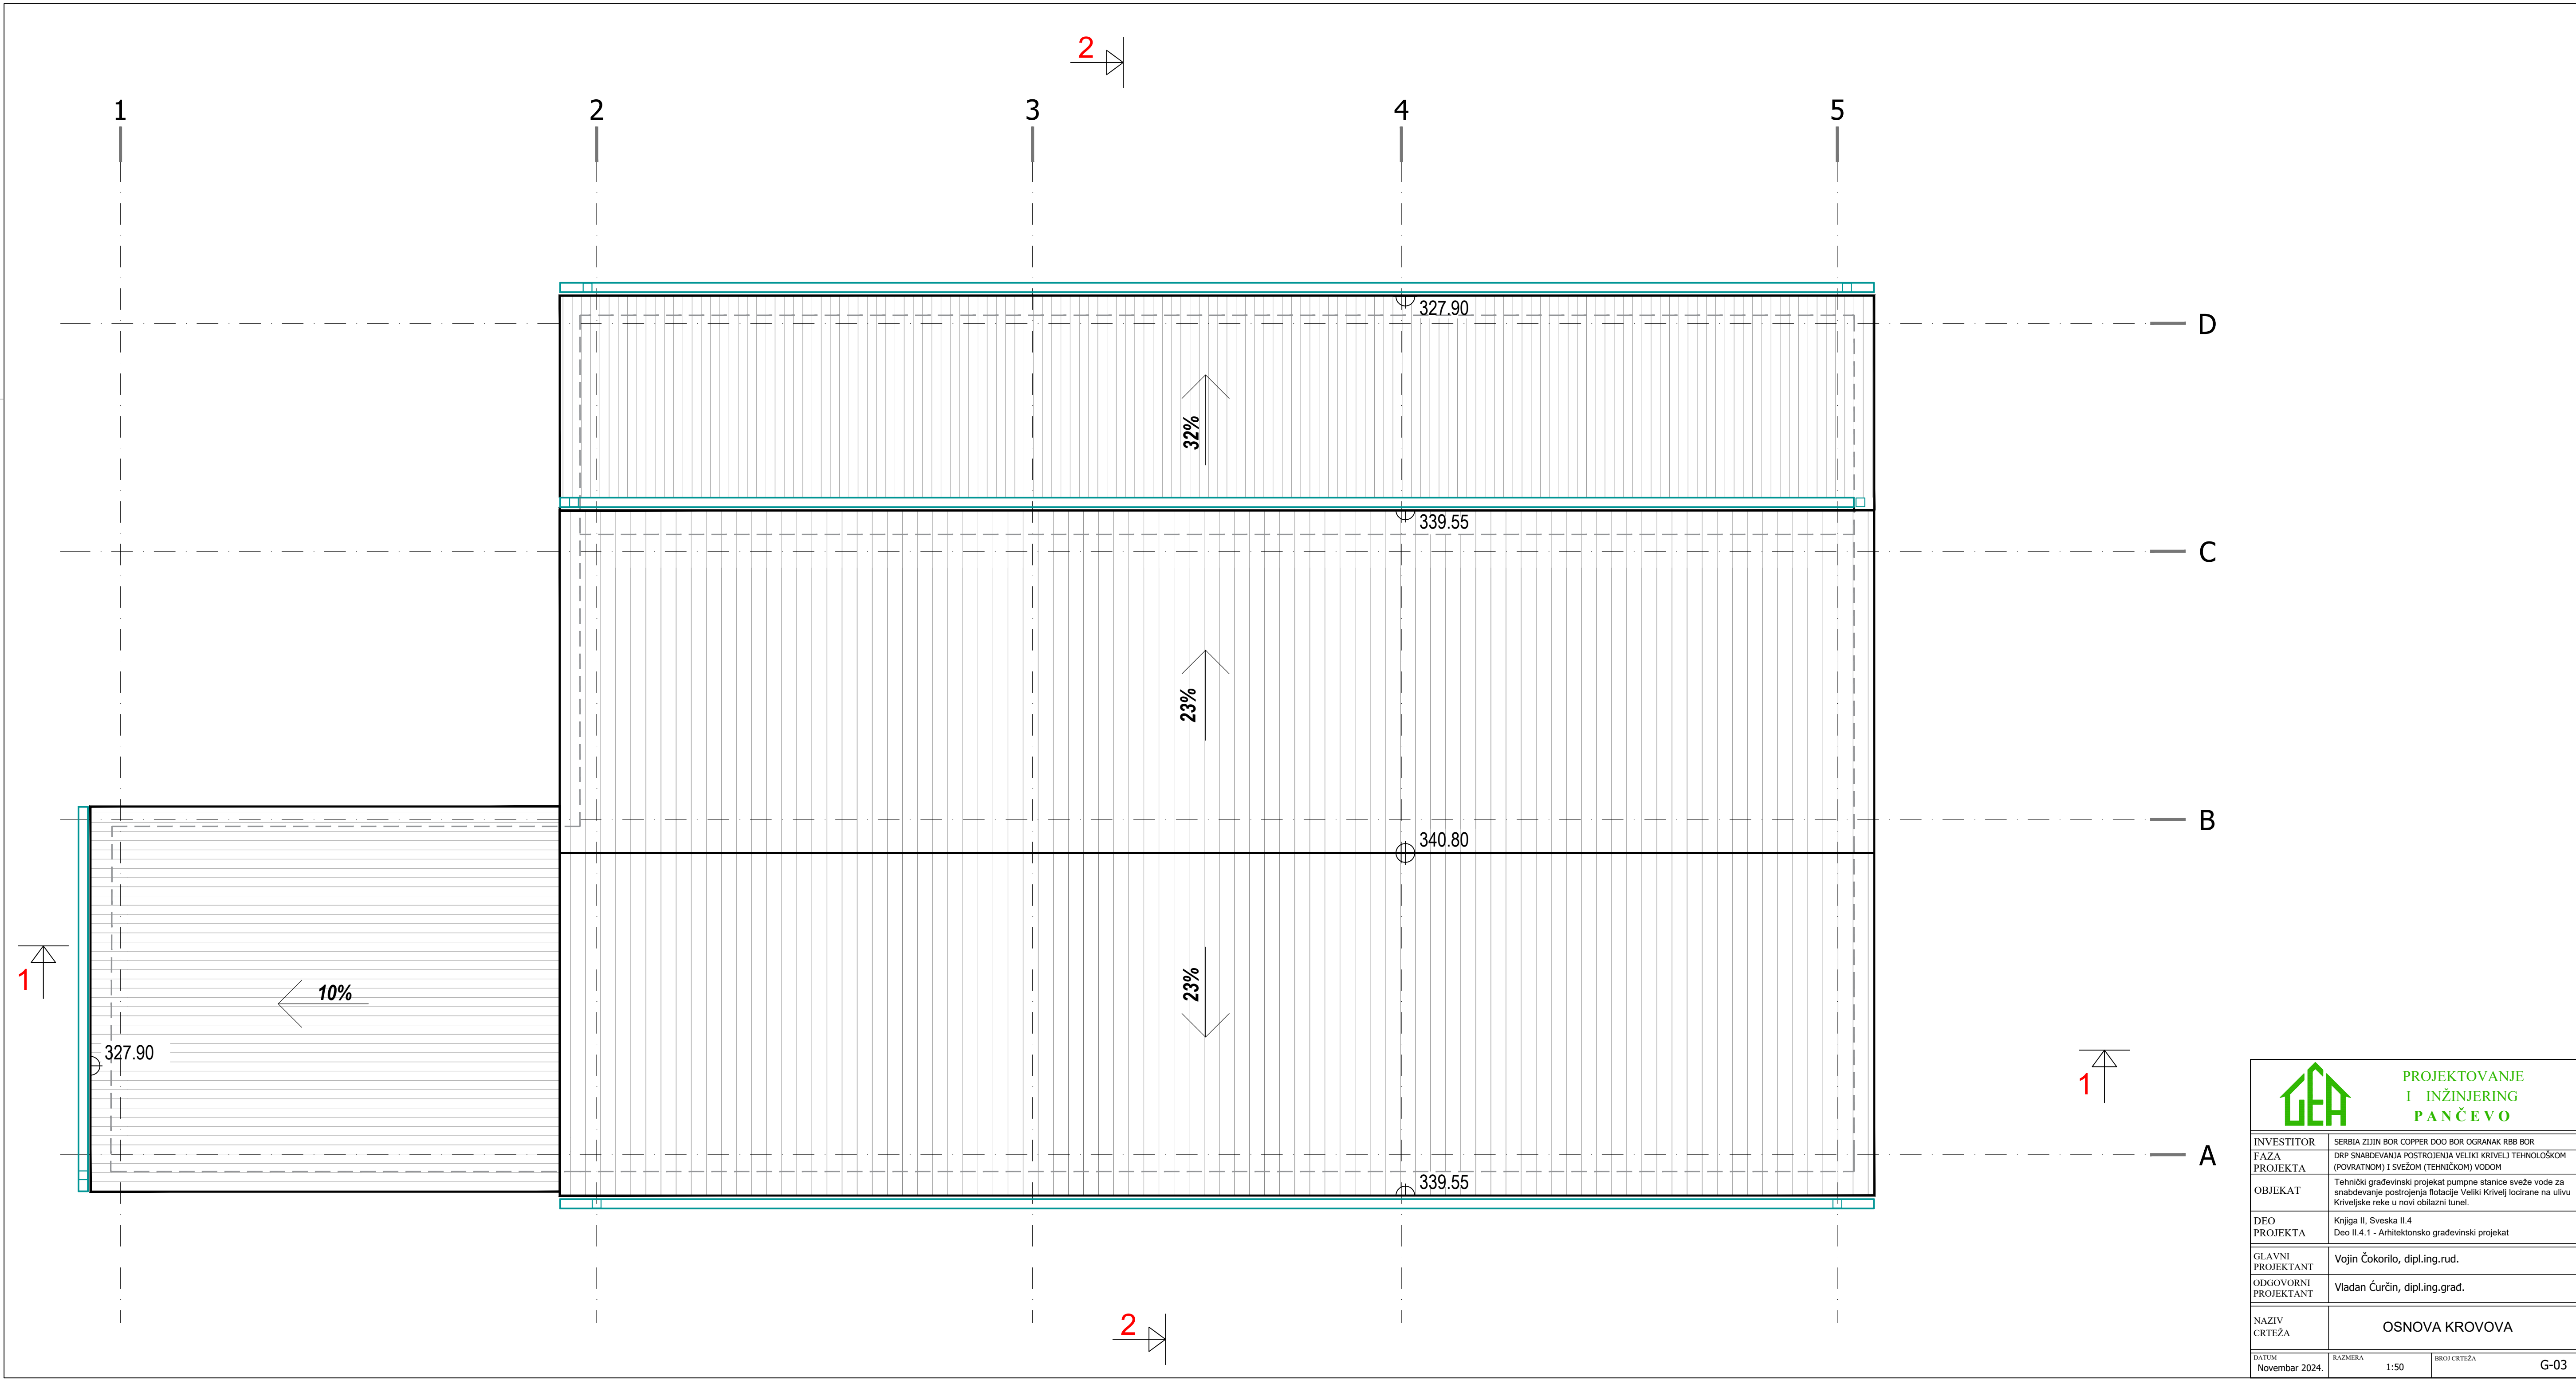 2
1 2 3 4 5
327.90
D
32%
339.55
C
23%
340.80
B
23%
1
10%
327.90
1
A
339.55
2
GEA
PROJEKTOVANJE
I INŽINJERING
PANČEVO
INVESTITOR SERBIA ZIJIN BOR COPPER DOO BOR OGRANAK RBB BOR
FAZA PROJEKTA DRP SNABDEVANJA POSTROJENJA VELIKI KRIVELJ TEHNOLOŠKOM
(POVRATNOM) I SVEŽOM (TEHNIČKOM) VODOM
OBJEKAT Tehnički građevinski projekat pumpne stanice sveže vode za
snabdevanje postrojenja flotacije Veliki Krivelj locirane na ulivu
Kriveljske reke u novi obilazni tunel.
DEO PROJEKTA Knjiga II, Sveska II.4
Deo II.4.1 - Arhitektonsko građevinski projekat
GLAVNI PROJEKTANT Vojin Čokorilo, dipl.ing.rud.
ODGOVORNI PROJEKTANT Vladan Ćurčin, dipl.ing.građ.
NAZIV CRTEŽA OSNOVA KROVOVA
DATUM Novembar 2024. RAZMERA 1:50 BROJ CRTEŽA G-03